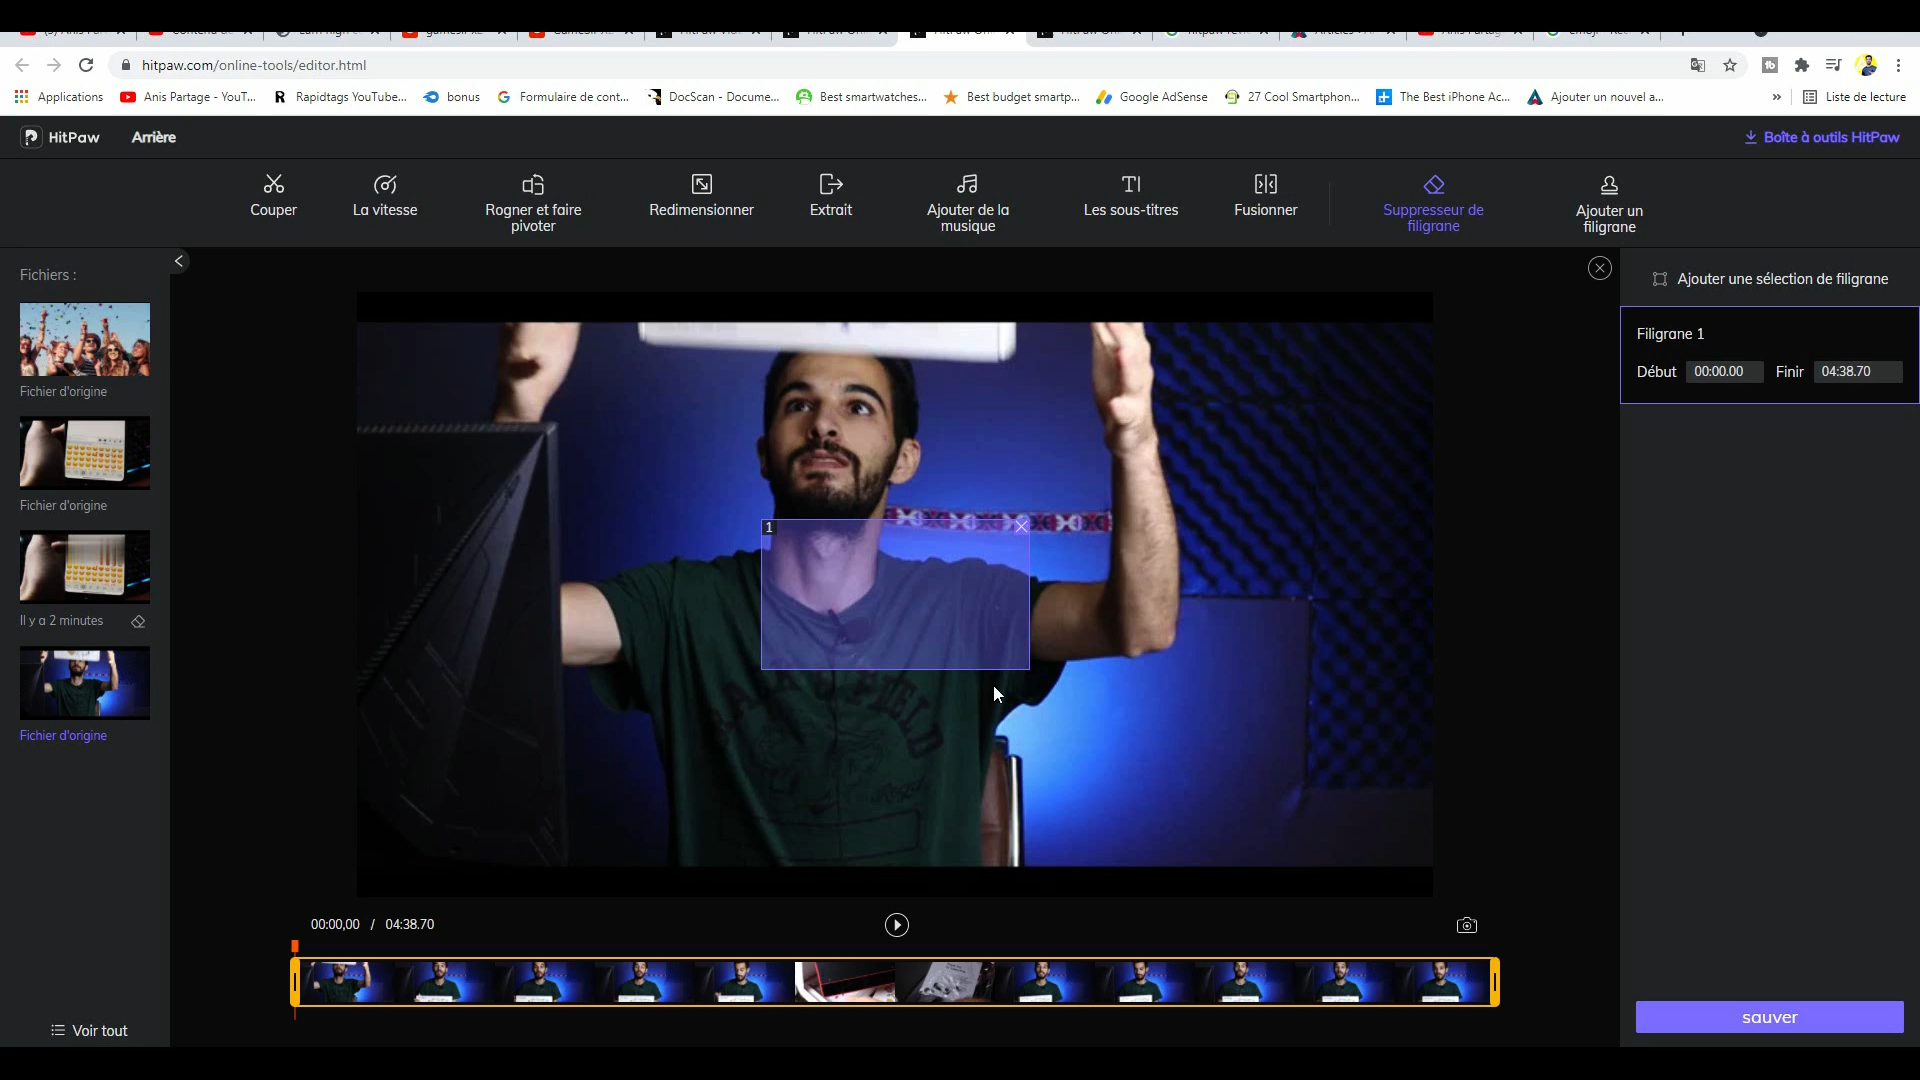 hitpaw.com/online-tools/editor.html
Applications
Anis Partage - YouT...
Rapidtags YouTube...
bonus
Formulaire de cont...
DocScan - Docume...
Best smartwatches...
Best budget smartp...
Google AdSense
27 Cool Smartphon...
The Best iPhone Ac...
Ajouter un nouvel a...
»
Liste de lecture
HitPaw
Arrière
Boîte à outils HitPaw
Couper
La vitesse
Rogner et faire
pivoter
Redimensionner
Extrait
Ajouter de la
musique
Les sous-titres
Fusionner
Suppresseur de
filigrane
Ajouter un
filigrane
Fichiers :
Fichier d'origine
Fichier d'origine
Il y a 2 minutes
Fichier d'origine
Voir tout
1
00:00,00 / 04:38.70
Ajouter une sélection de filigrane
Filigrane 1
Début 00:00.00 Finir 04:38.70
sauver